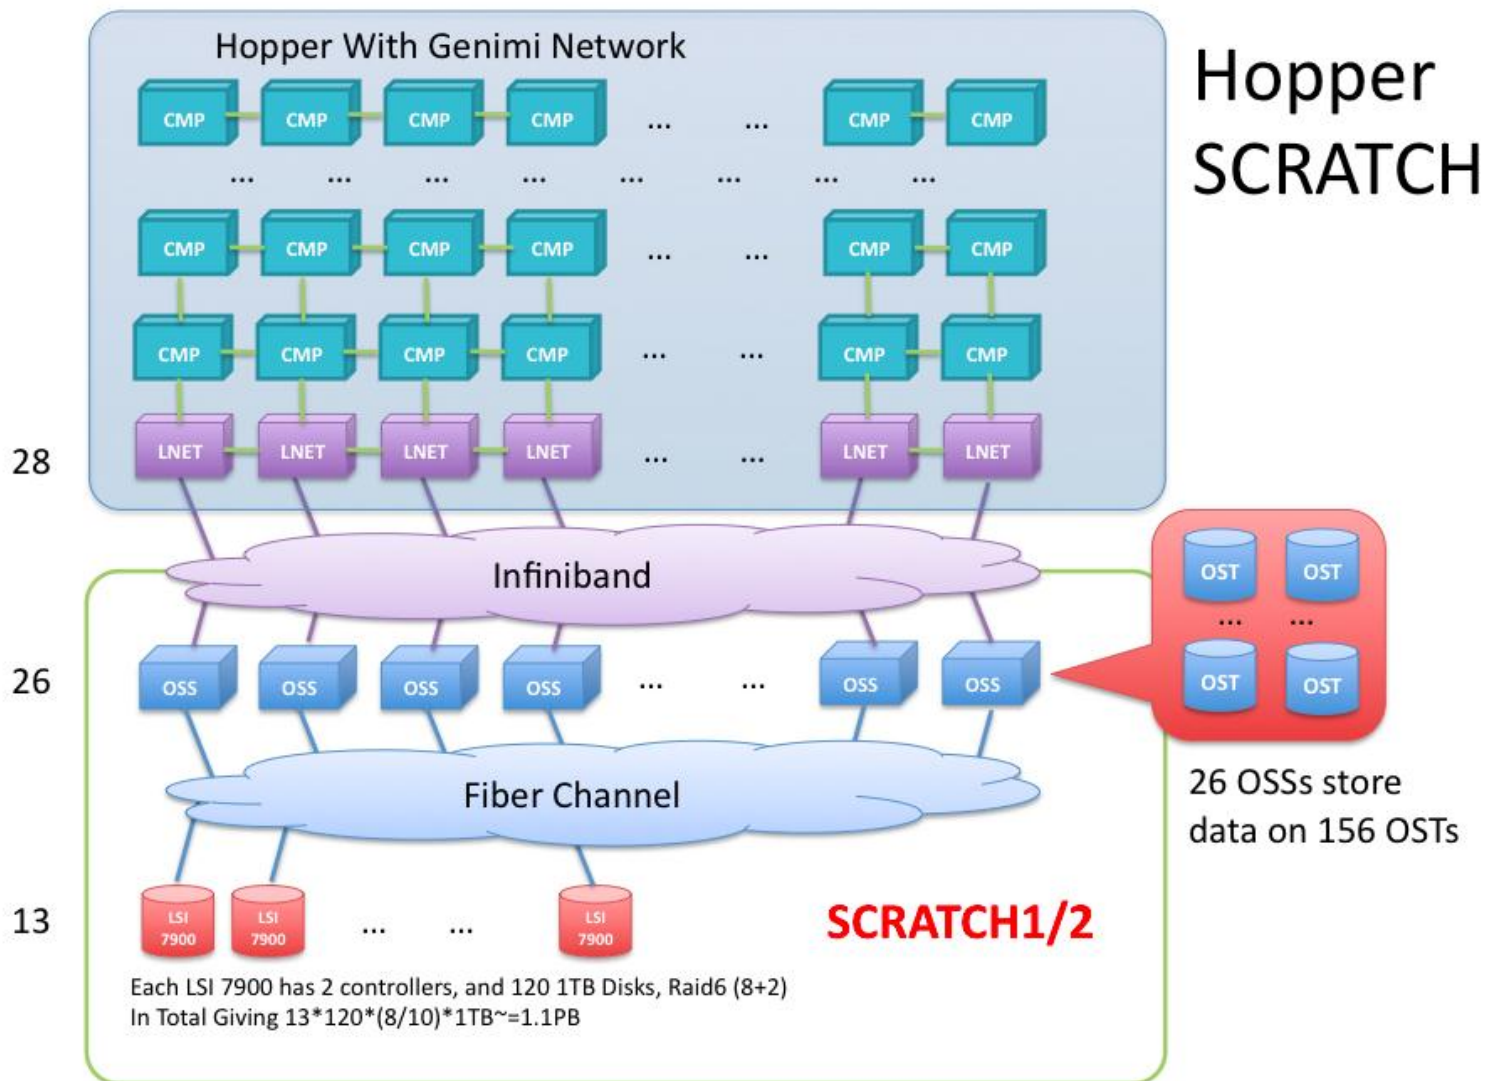 Hopper With Genimi Network
Hopper
SCRATCH
CMP CMP CMP CMP ... ... CMP CMP
... ... ... ... ... ... ... ...
CMP CMP CMP CMP ... ... CMP CMP
CMP CMP CMP CMP ... ... CMP CMP
28 LNET LNET LNET LNET ... ... LNET LNET
Infiniband
OST OST
... ...
OST OST
26 OSS OSS OSS OSS ... ... OSS OSS
Fiber Channel
26 OSSs store
data on 156 OSTs
13
LSI
7900
LSI
7900
... ...
LSI
7900
SCRATCH1/2
Each LSI 7900 has 2 controllers, and 120 1TB Disks, Raid6 (8+2)
In Total Giving 13*120*(8/10)*1TB~=1.1PB